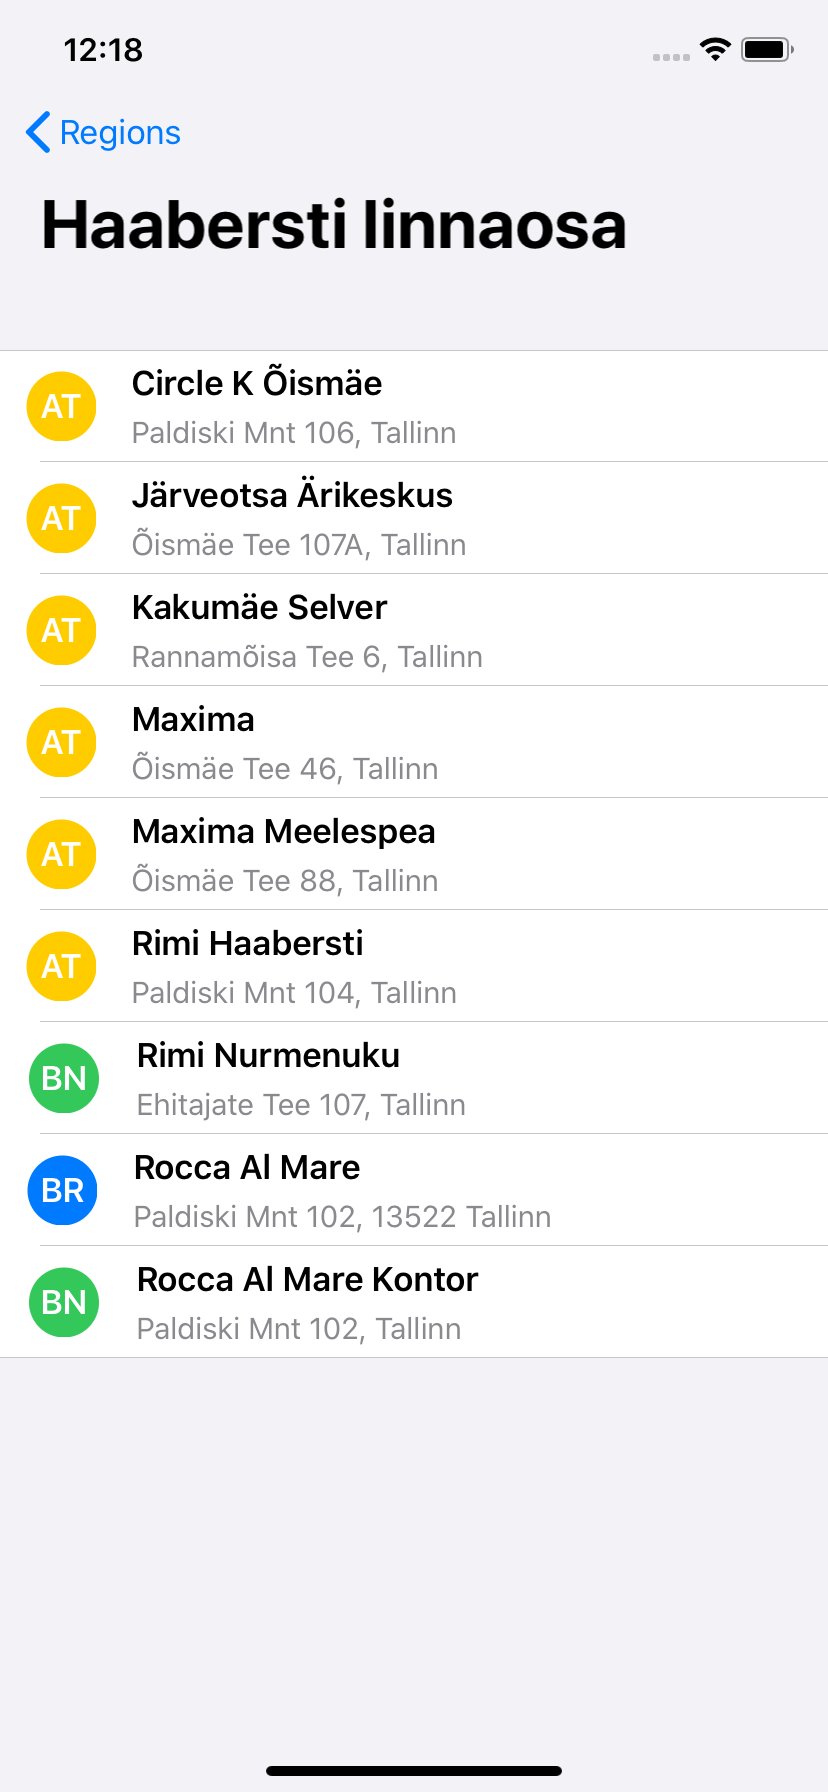 12:18
Regions
Haabersti linnaosa
AT
Circle K Õismäe
Paldiski Mnt 106, Tallinn
AT
Järveotsa Ärikeskus
Õismäe Tee 107A, Tallinn
AT
Kakumäe Selver
Rannamõisa Tee 6, Tallinn
AT
Maxima
Õismäe Tee 46, Tallinn
AT
Maxima Meelespea
Õismäe Tee 88, Tallinn
AT
Rimi Haabersti
Paldiski Mnt 104, Tallinn
BN
Rimi Nurmenuku
Ehitajate Tee 107, Tallinn
BR
Rocca Al Mare
Paldiski Mnt 102, 13522 Tallinn
BN
Rocca Al Mare Kontor
Paldiski Mnt 102, Tallinn